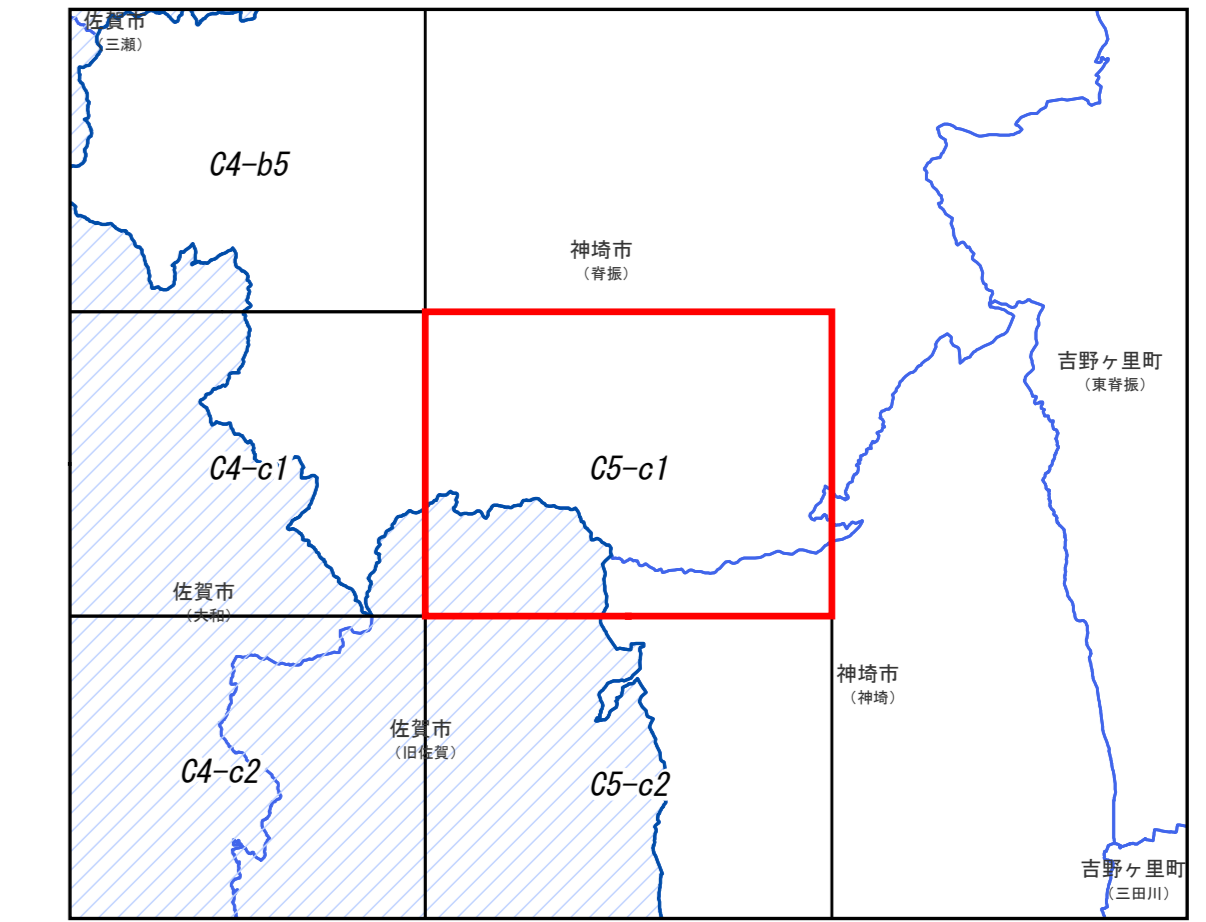 佐賀市
（三瀬）
C4-b5
神埼市
（脊振）
吉野ヶ里町
（東脊振）
C4-c1
C5-c1
佐賀市
（大和）
神埼市
（神埼）
佐賀市
（旧佐賀）
C4-c2
C5-c2
吉野ヶ里町
（三田川）